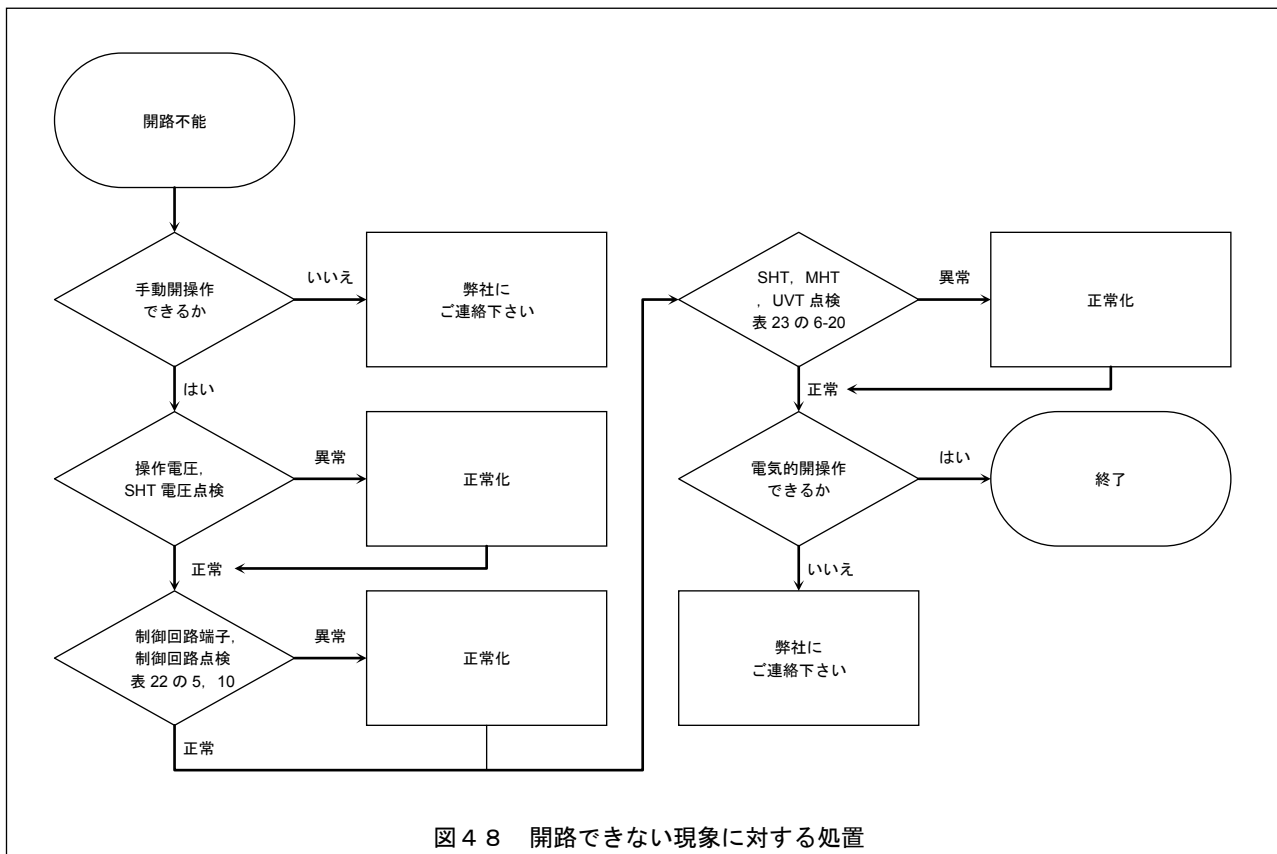 開路不能
手動開操作
できるか
いいえ
弊社に
ご連絡下さい
はい
操作電圧,
SHT 電圧点検
異常
正常化
正常
制御回路端子,
制御回路点検
表 22 の 5, 10
異常
正常化
正常
SHT, MHT
, UVT 点検
表 23 の 6-20
異常
正常化
正常
電気的開操作
できるか
はい
終了
いいえ
弊社に
ご連絡下さい
図４８　開路できない現象に対する処置